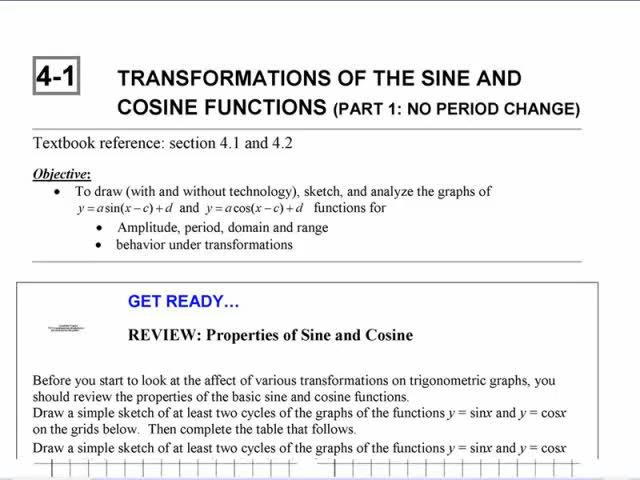 4-1
TRANSFORMATIONS OF THE SINE AND
COSINE FUNCTIONS (PART 1: NO PERIOD CHANGE)
Textbook reference: section 4.1 and 4.2
Objective:
• To draw (with and without technology), sketch, and analyze the graphs of
y = a sin(x − c) + d and y = a cos(x − c) + d functions for
• Amplitude, period, domain and range
• behavior under transformations
GET READY…
REVIEW: Properties of Sine and Cosine
Before you start to look at the affect of various transformations on trigonometric graphs, you
should review the properties of the basic sine and cosine functions.
Draw a simple sketch of at least two cycles of the graphs of the functions y = sinx and y = cosx
on the grids below. Then complete the table that follows.
Draw a simple sketch of at least two cycles of the graphs of the functions y = sinx and y = cosx